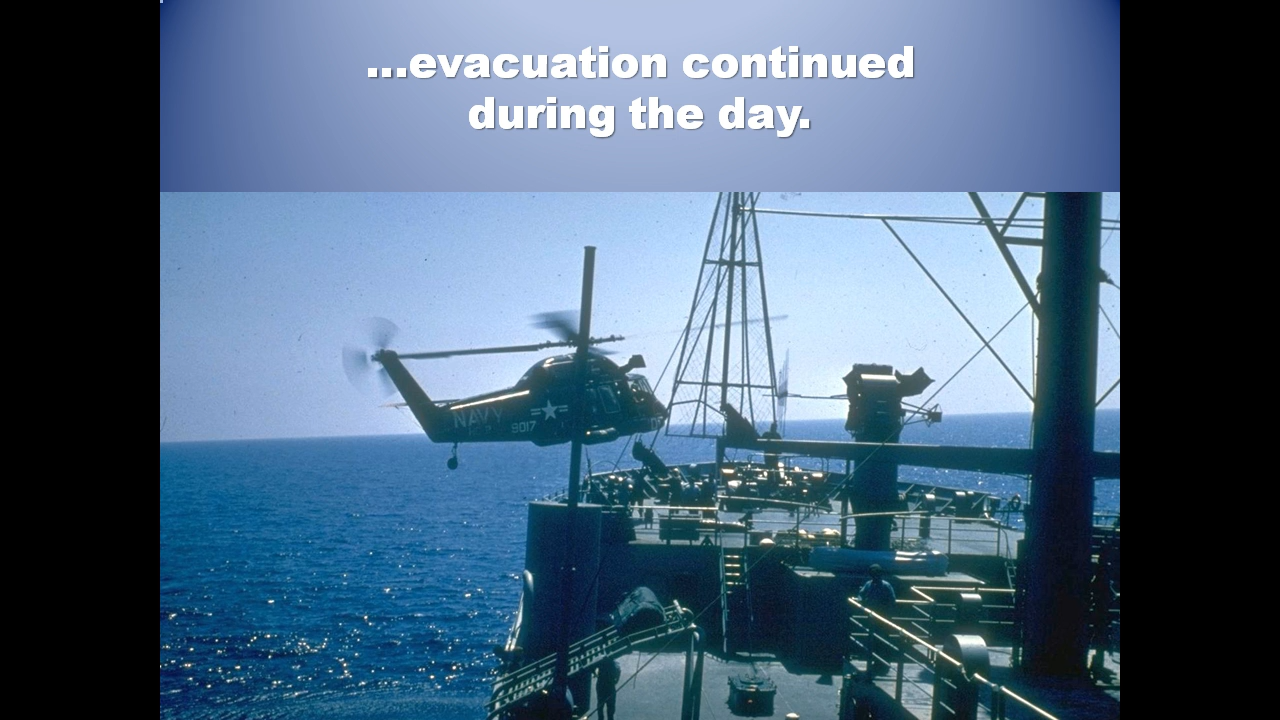 ...evacuation continued
during the day.
NAVY
9017